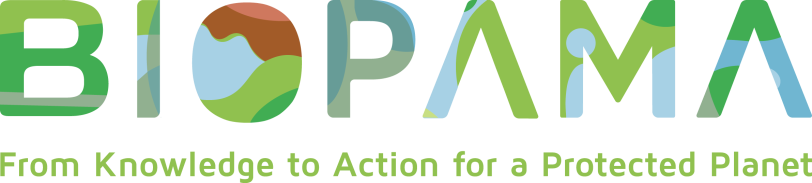 BIOPAMA
From Knowledge to Action for a Protected Planet